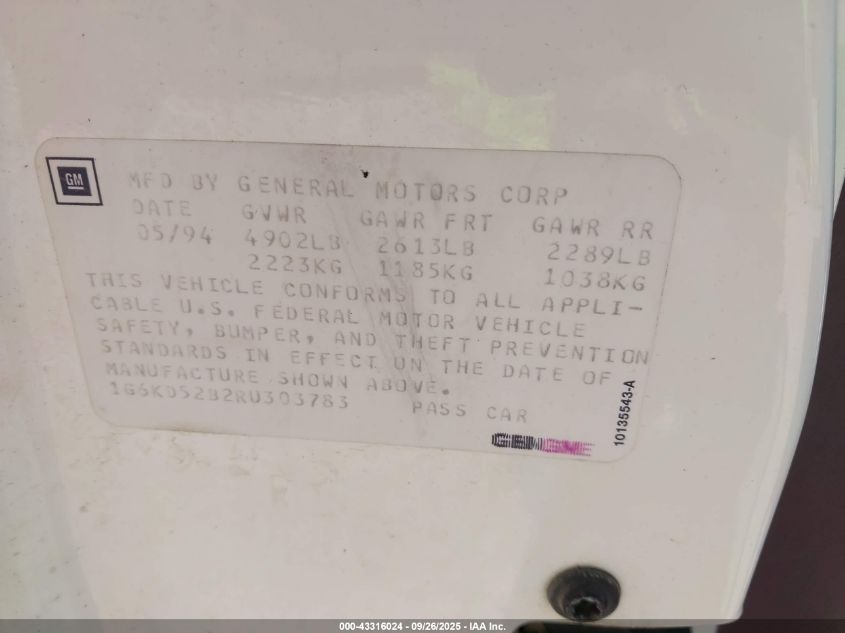 GM
MFD BY GENERAL MOTORS CORP
DATE GVWR GAWR FRT GAWR RR
05/94 4902LB 2613LB 2289LB
2223KG 1185KG 1038KG
THIS VEHICLE CONFORMS TO ALL APPLI-
CABLE U.S. FEDERAL MOTOR VEHICLE
SAFETY, BUMPER, AND THEFT PREVENTION
STANDARDS IN EFFECT ON THE DATE OF
MANUFACTURE SHOWN ABOVE.
1G6KD52B2RU303783 PASS CAR
10135543-A
000-43316024 - 09/26/2025 - IAA Inc.